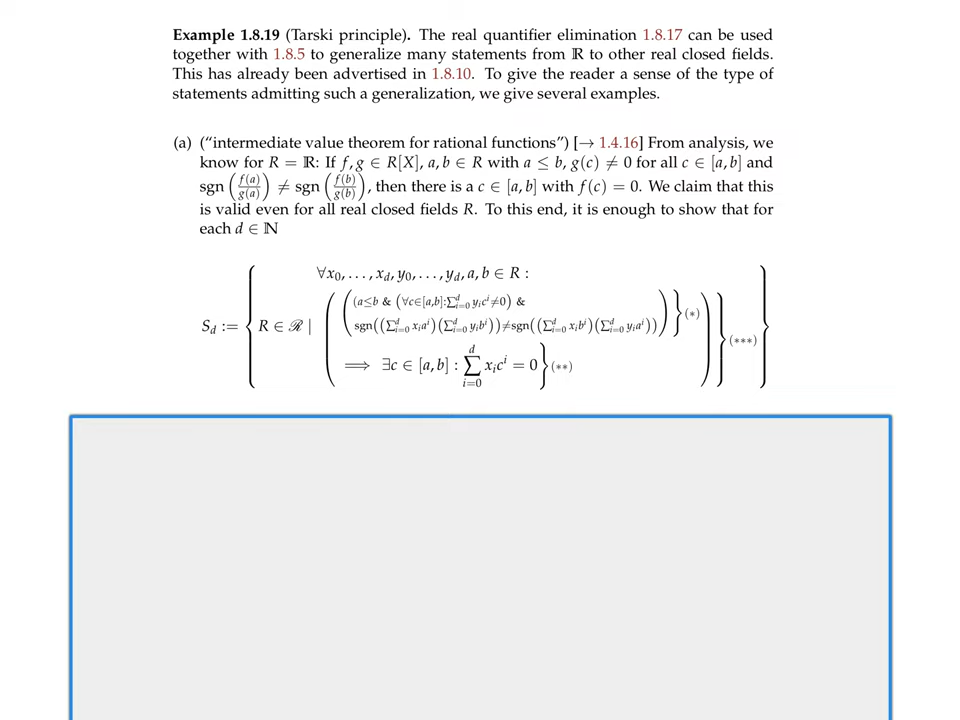 Example 1.8.19 (Tarski principle). The real quantifier elimination 1.8.17 can be used
together with 1.8.5 to generalize many statements from ℝ to other real closed fields.
This has already been advertised in 1.8.10. To give the reader a sense of the type of
statements admitting such a generalization, we give several examples.
(a) (“intermediate value theorem for rational functions”) [→ 1.4.16] From analysis, we
know for R = ℝ: If f, g ∈ R[X], a, b ∈ R with a ≤ b, g(c) ≠ 0 for all c ∈ [a, b] and
sgn(f(a)/g(a)) ≠ sgn(f(b)/g(b)), then there is a c ∈ [a, b] with f(c) = 0. We claim that this
is valid even for all real closed fields R. To this end, it is enough to show that for
each d ∈ ℕ
∀x₀, . . . , x_d, y₀, . . . , y_d, a, b ∈ R :
(a≤b & (∀c∈[a,b]:∑_{i=0}^d y_i c^i≠0) &
S_d := { R ∈ ℛ | sgn((∑_{i=0}^d x_i a^i)(∑_{i=0}^d y_i b^i))≠sgn((∑_{i=0}^d x_i b^i)(∑_{i=0}^d y_i a^i))) } (∗)
⟹ ∃c ∈ [a, b] : ∑_{i=0}^d x_i c^i = 0 } (∗∗) } (∗∗∗) }